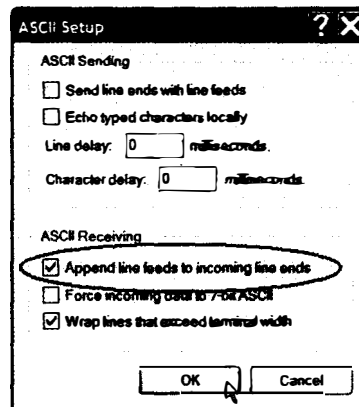 ASCII Setup
ASCII Sending
Send line ends with line feeds
Echo typed characters locally
Line delay: 0 milliseconds.
Character delay: 0 milliseconds.
ASCII Receiving
Append line feeds to incoming line ends
Force incoming data to 7-bit ASCII
Wrap lines that exceed terminal width
OK Cancel